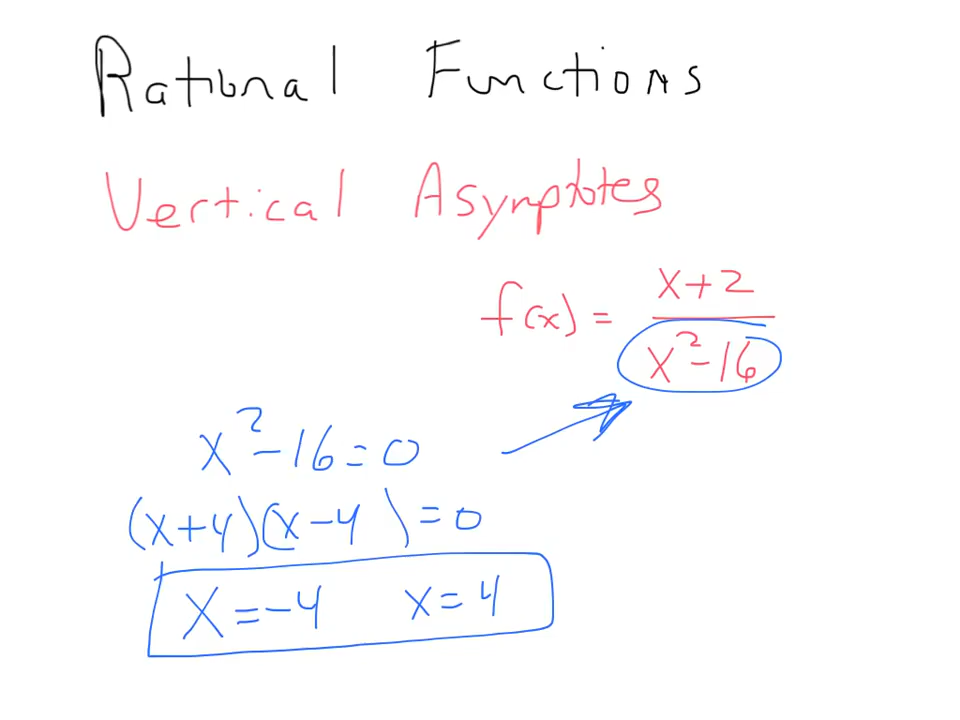 Rational Functions
Vertical Asymptotes
f(x) = x+2
x²-16
x²-16=0
(x+4)(x-4)=0
x=-4 x=4